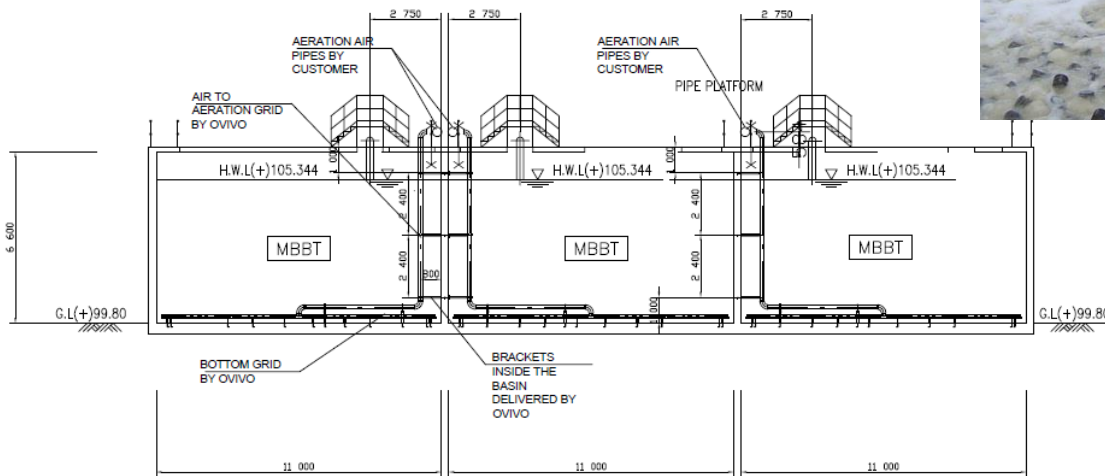 2 750
2 750
2 750
AERATION AIR
PIPES BY
CUSTOMER
AERATION AIR
PIPES BY
CUSTOMER
PIPE PLATFORM
AIR TO
AERATION GRID
BY OVIVO
H.W.L(+)105.344
H.W.L(+)105.344
H.W.L(+)105.344
6 600
2 400
2 400
2 400
2 400
MBBT
MBBT
MBBT
800
G.L(+)99.80
G.L(+)99.80
BOTTOM GRID
BY OVIVO
BRACKETS
INSIDE THE
BASIN
DELIVERED BY
OVIVO
11 000
11 000
11 000